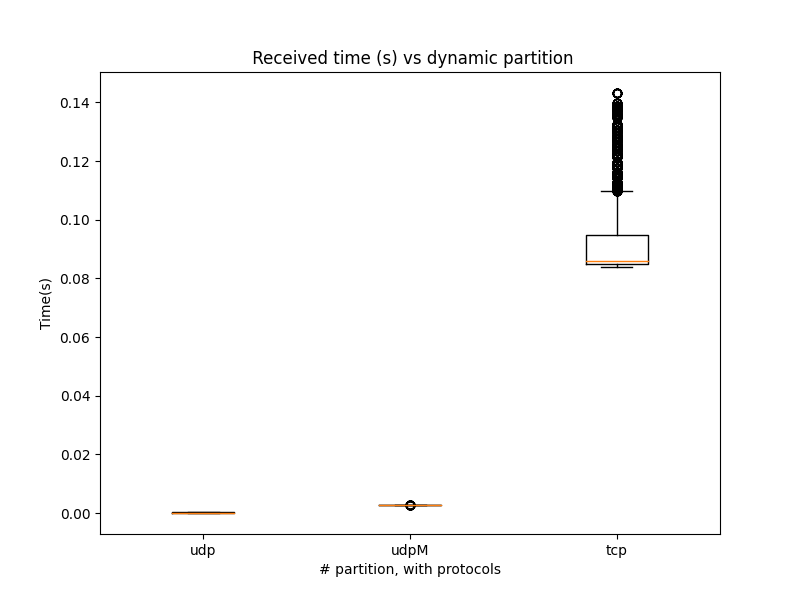 Received time (s) vs dynamic partition
0.14
0.12
0.10
0.08
0.06
0.04
0.02
0.00
Time(s)
udp
udpM
tcp
# partition, with protocols